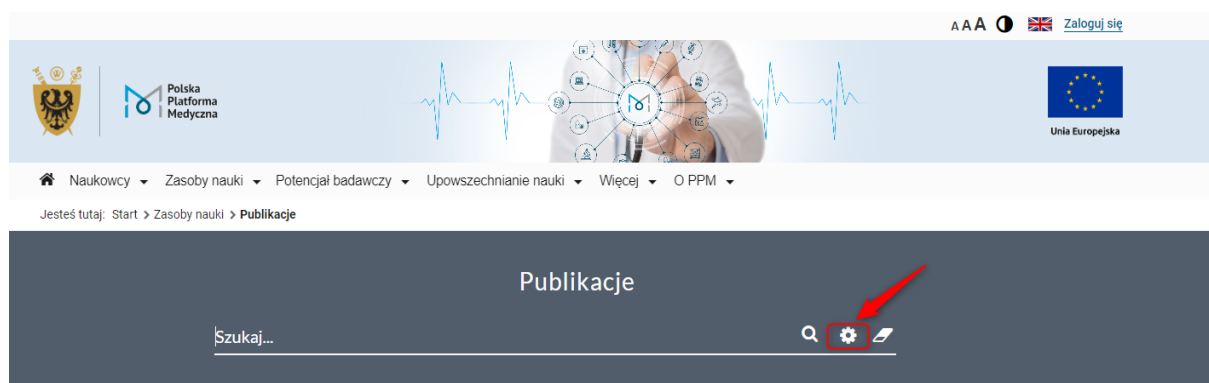 A A A Zaloguj się
Polska
Platforma
Medyczna
Unia Europejska
Naukowcy Zasoby nauki Potencjał badawczy Upowszechnianie nauki Więcej O PPM
Jesteś tutaj: Start > Zasoby nauki > Publikacje
Publikacje
Szukaj...